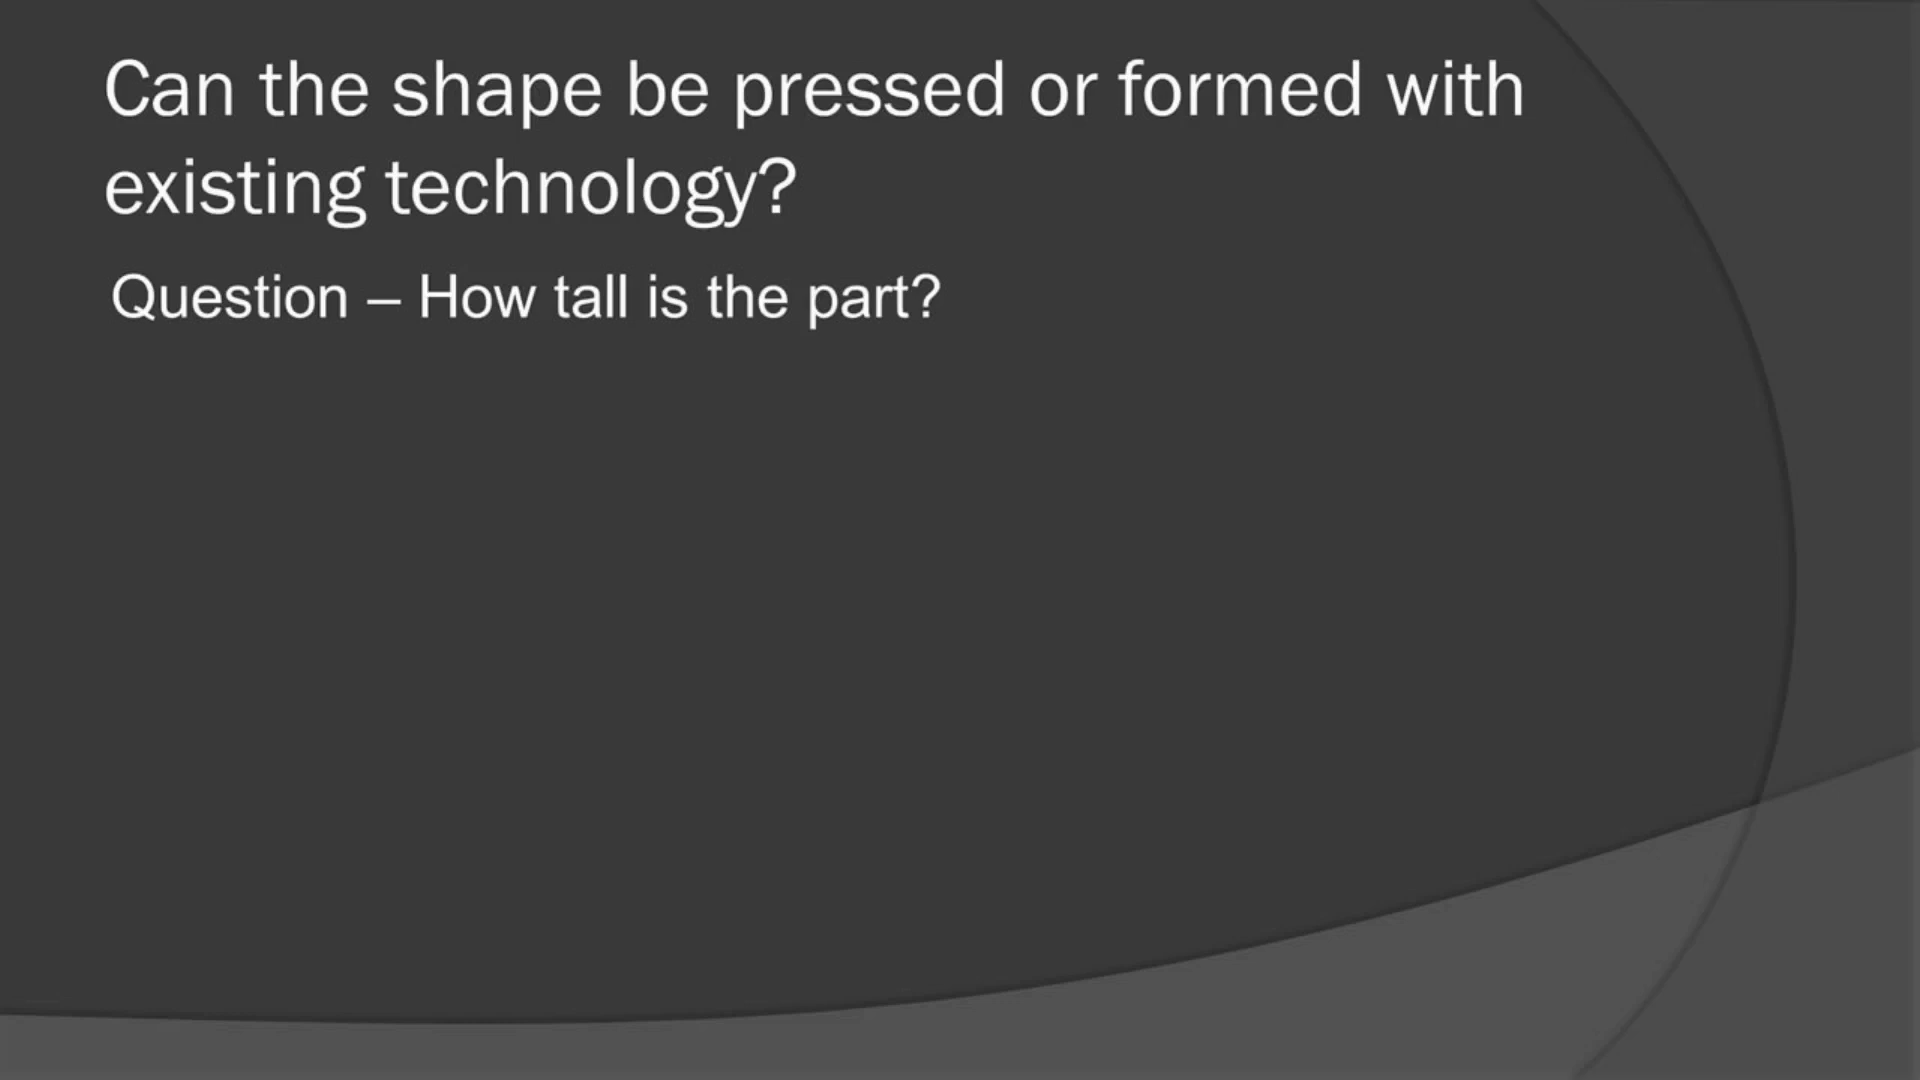 Can the shape be pressed or formed with
existing technology?
Question – How tall is the part?